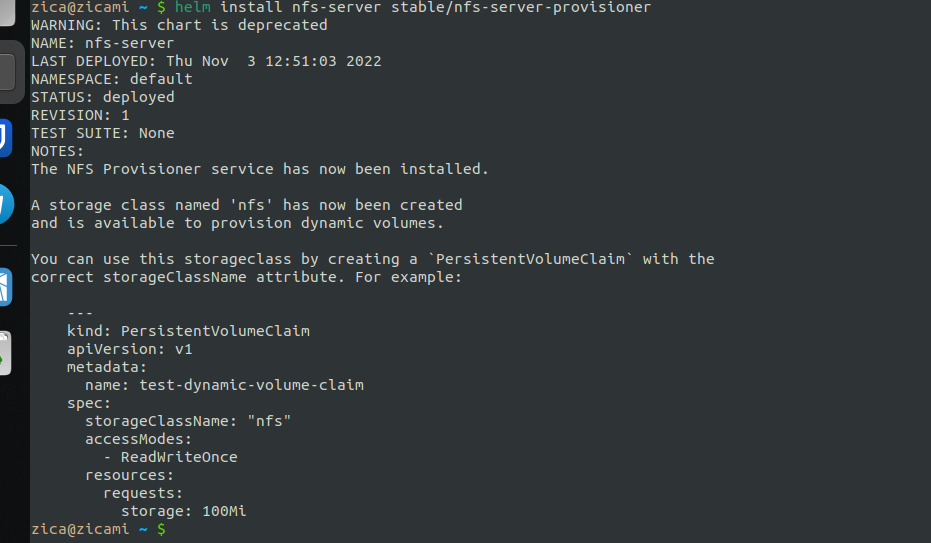 zica@zicami ~ $ helm install nfs-server stable/nfs-server-provisioner
WARNING: This chart is deprecated
NAME: nfs-server
LAST DEPLOYED: Thu Nov  3 12:51:03 2022
NAMESPACE: default
STATUS: deployed
REVISION: 1
TEST SUITE: None
NOTES:
The NFS Provisioner service has now been installed.

A storage class named 'nfs' has now been created
and is available to provision dynamic volumes.

You can use this storageclass by creating a `PersistentVolumeClaim` with the
correct storageClassName attribute. For example:

    ---
    kind: PersistentVolumeClaim
    apiVersion: v1
    metadata:
      name: test-dynamic-volume-claim
    spec:
      storageClassName: "nfs"
      accessModes:
        - ReadWriteOnce
      resources:
        requests:
          storage: 100Mi
zica@zicami ~ $